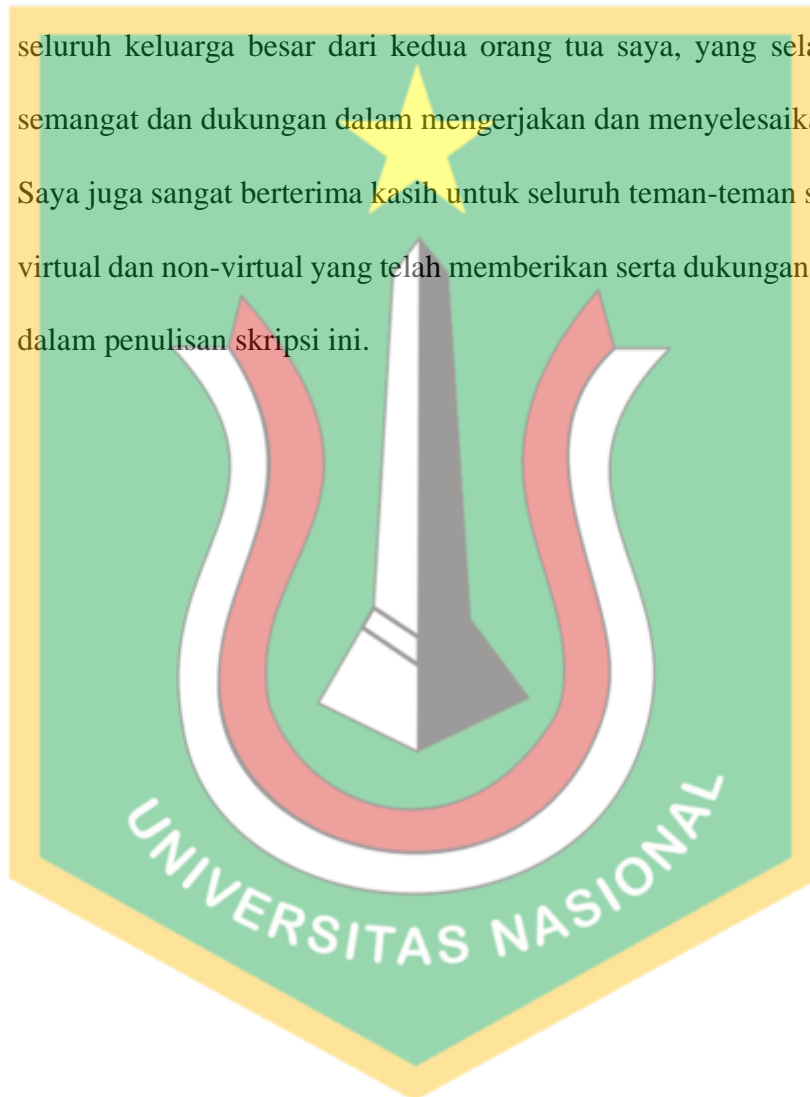 seluruh keluarga besar dari kedua orang tua saya, yang
semangat dan dukungan dalam mengerjakan dan
Saya juga sangat berterima kasih untuk seluruh teman-teman
virtual dan non-virtual yang telah memberikan serta dukungan
dalam penulisan skripsi ini.
UNIVERSITAS NASIONAL